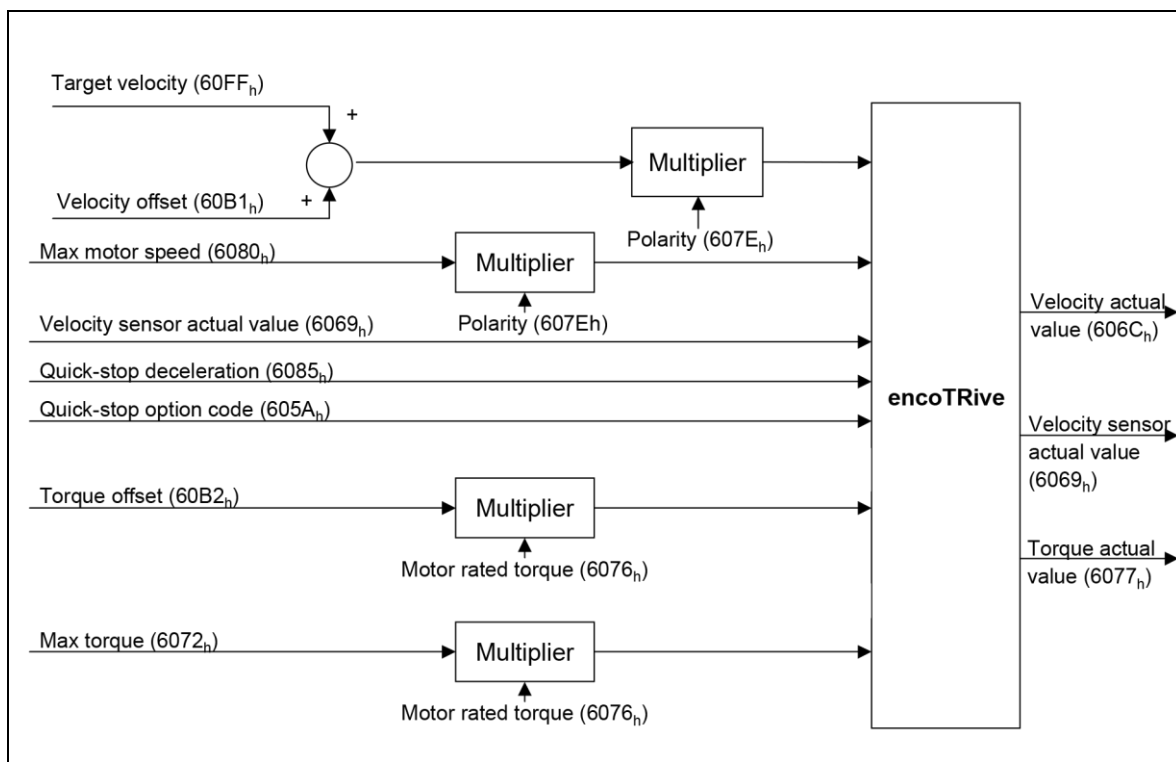 Target velocity (60FFh)
+
Multiplier
+
Velocity offset (60B1h)
Polarity (607Eh)
Max motor speed (6080h)
Multiplier
Velocity sensor actual value (6069h)
Polarity (607Eh)
Quick-stop deceleration (6085h)
Quick-stop option code (605Ah)
Torque offset (60B2h)
Multiplier
Motor rated torque (6076h)
Max torque (6072h)
Multiplier
Motor rated torque (6076h)
encoTRive
Velocity actual
value (606Ch)
Velocity sensor
actual value
(6069h)
Torque actual
value (6077h)